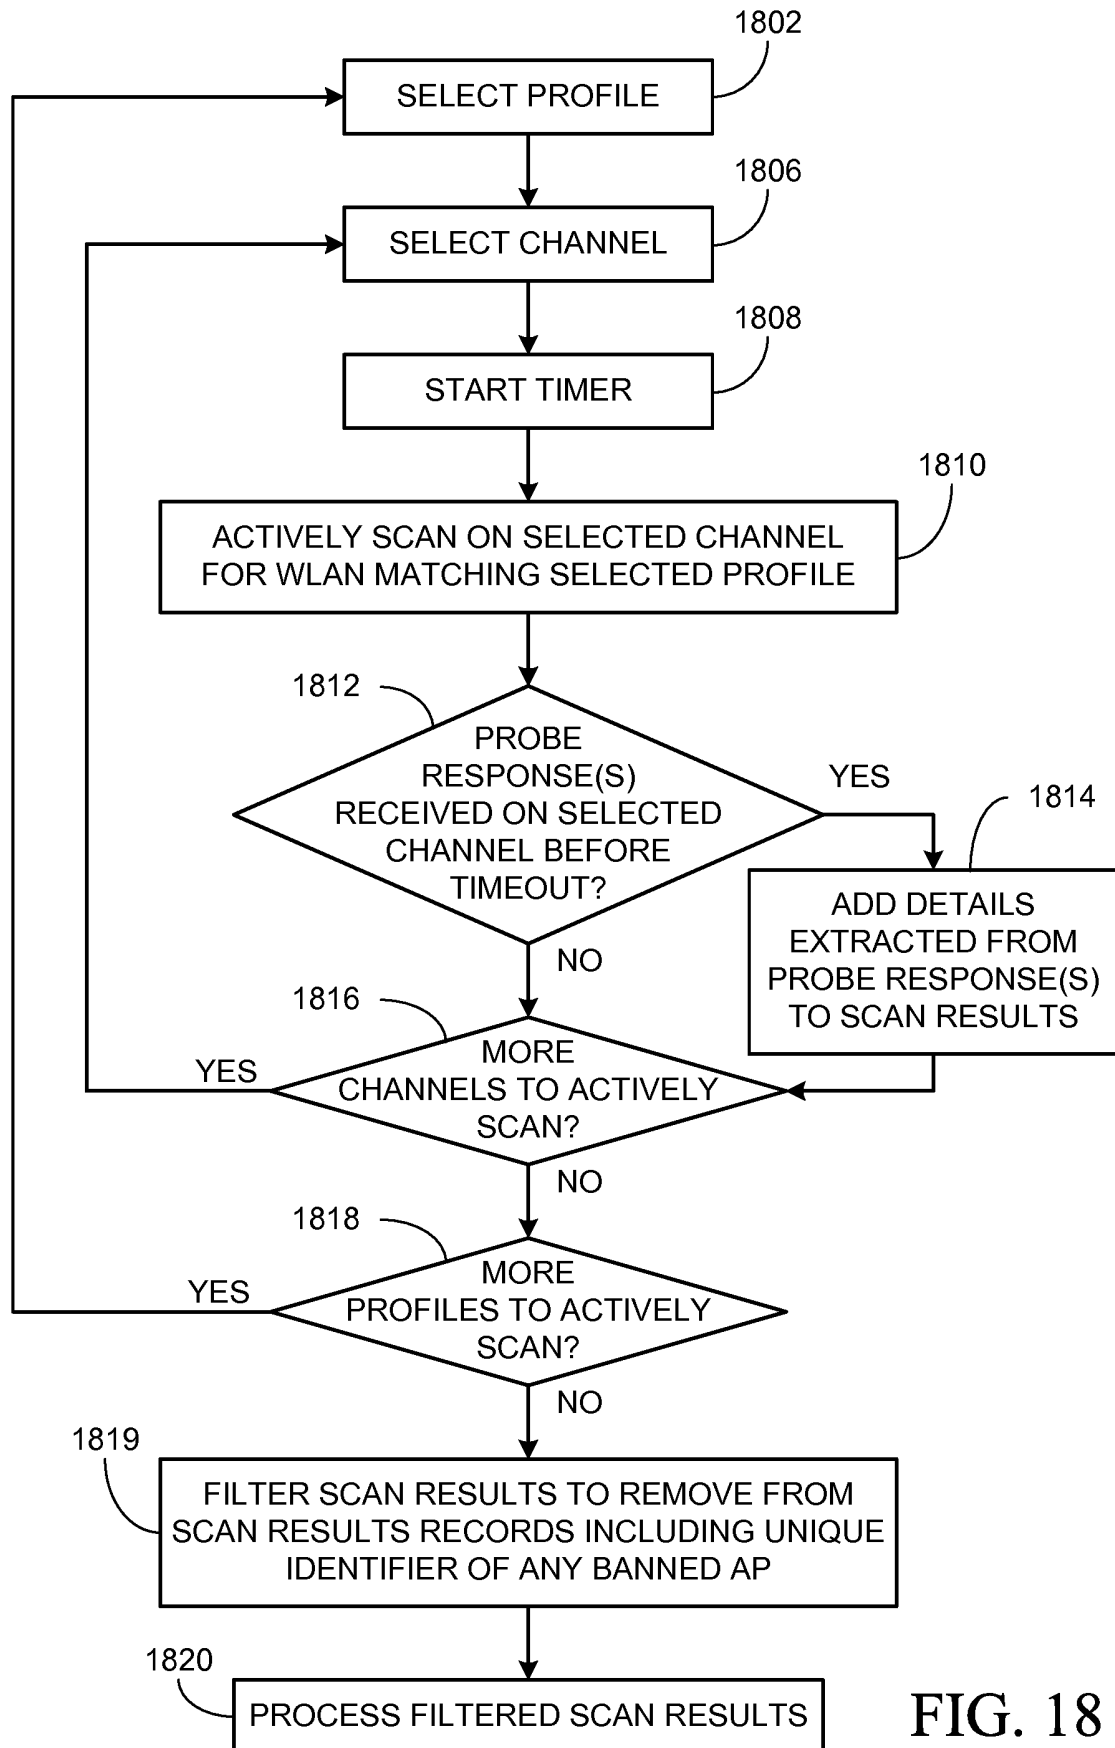 1802
SELECT PROFILE
1806
SELECT CHANNEL
1808
START TIMER
1810
ACTIVELY SCAN ON SELECTED CHANNEL
FOR WLAN MATCHING SELECTED PROFILE
1812
PROBE
RESPONSE(S)
RECEIVED ON SELECTED
CHANNEL BEFORE
TIMEOUT?
YES
1814
ADD DETAILS
EXTRACTED FROM
PROBE RESPONSE(S)
TO SCAN RESULTS
NO
1816
MORE
CHANNELS TO ACTIVELY
SCAN?
YES
NO
1818
MORE
PROFILES TO ACTIVELY
SCAN?
YES
NO
1819
FILTER SCAN RESULTS TO REMOVE FROM
SCAN RESULTS RECORDS INCLUDING UNIQUE
IDENTIFIER OF ANY BANNED AP
1820
PROCESS FILTERED SCAN RESULTS
FIG. 18